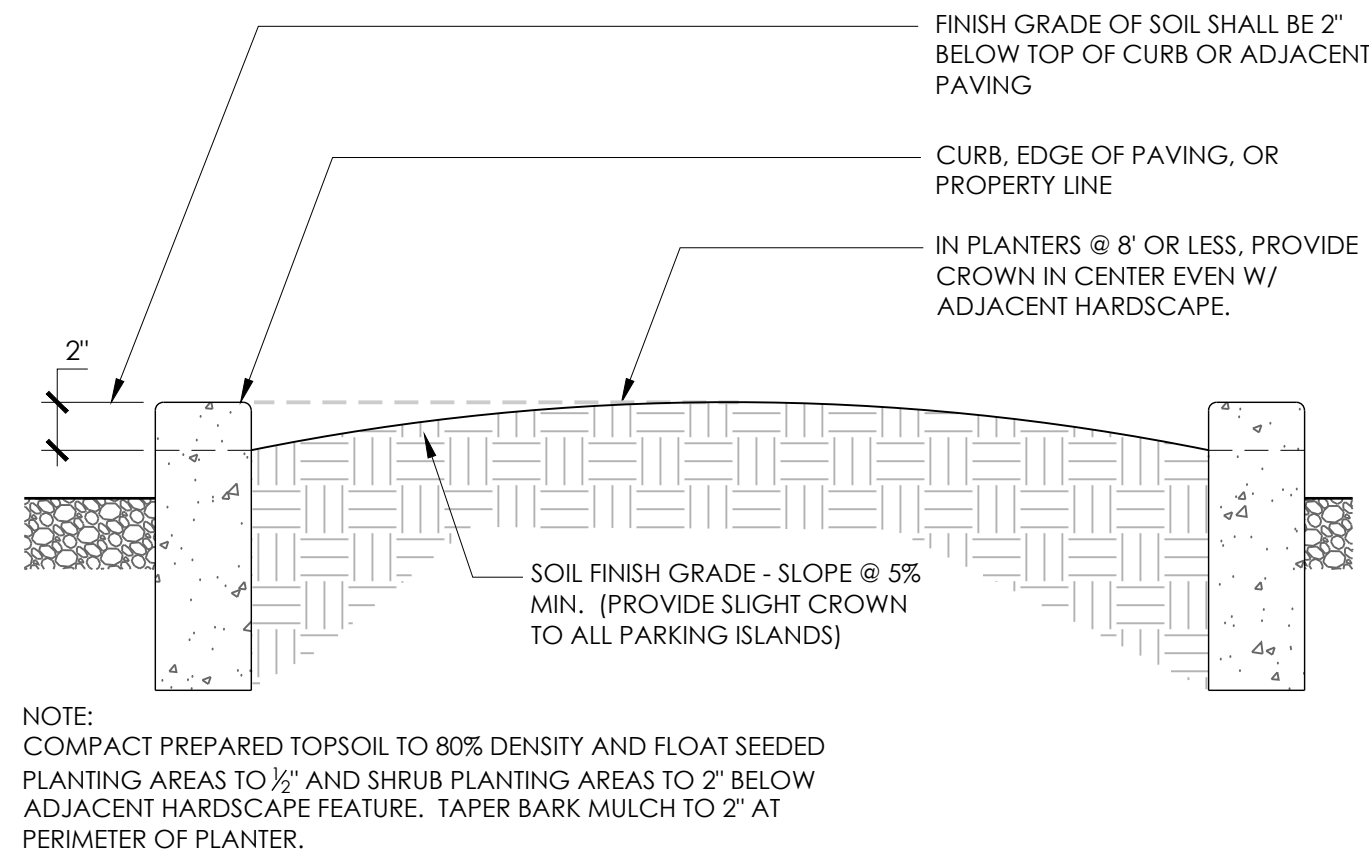 FINISH GRADE OF SOIL SHALL BE 2"
BELOW TOP OF CURB OR ADJACENT
PAVING
CURB, EDGE OF PAVING, OR
PROPERTY LINE
IN PLANTERS @ 8' OR LESS, PROVIDE
CROWN IN CENTER EVEN W/
ADJACENT HARDSCAPE.
2"
SOIL FINISH GRADE - SLOPE @ 5%
MIN. (PROVIDE SLIGHT CROWN
TO ALL PARKING ISLANDS)
NOTE:
COMPACT PREPARED TOPSOIL TO 80% DENSITY AND FLOAT SEEDED
PLANTING AREAS TO ½" AND SHRUB PLANTING AREAS TO 2" BELOW
ADJACENT HARDSCAPE FEATURE. TAPER BARK MULCH TO 2" AT
PERIMETER OF PLANTER.